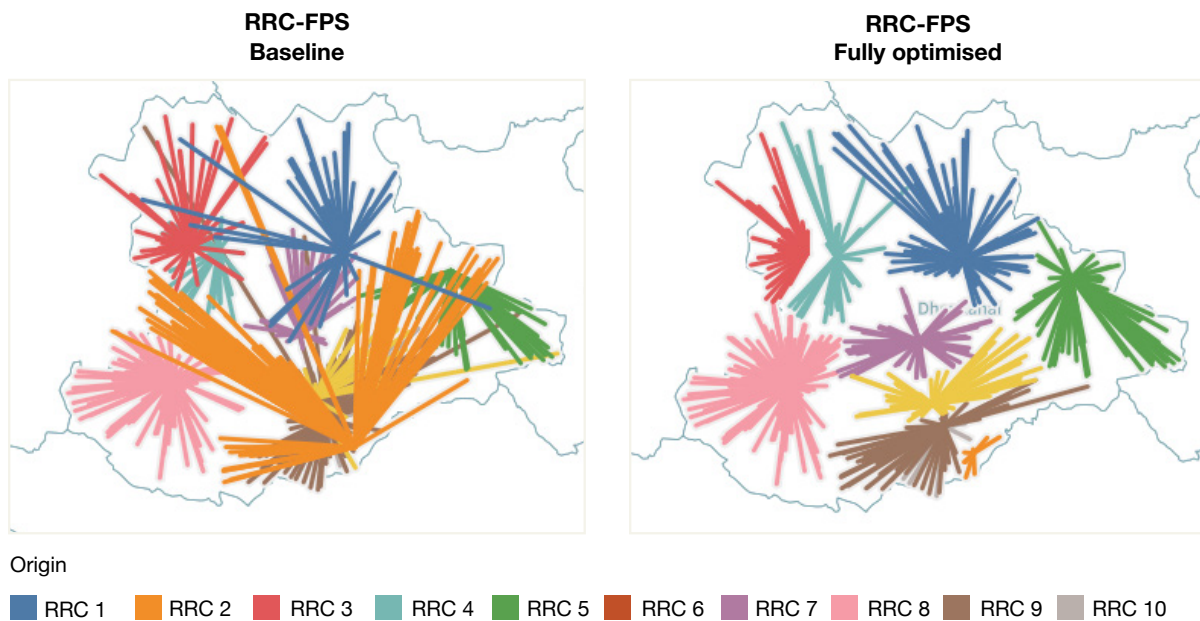 RRC-FPS
Baseline
RRC-FPS
Fully optimised
Origin
RRC 1
RRC 2
RRC 3
RRC 4
RRC 5
RRC 6
RRC 7
RRC 8
RRC 9
RRC 10